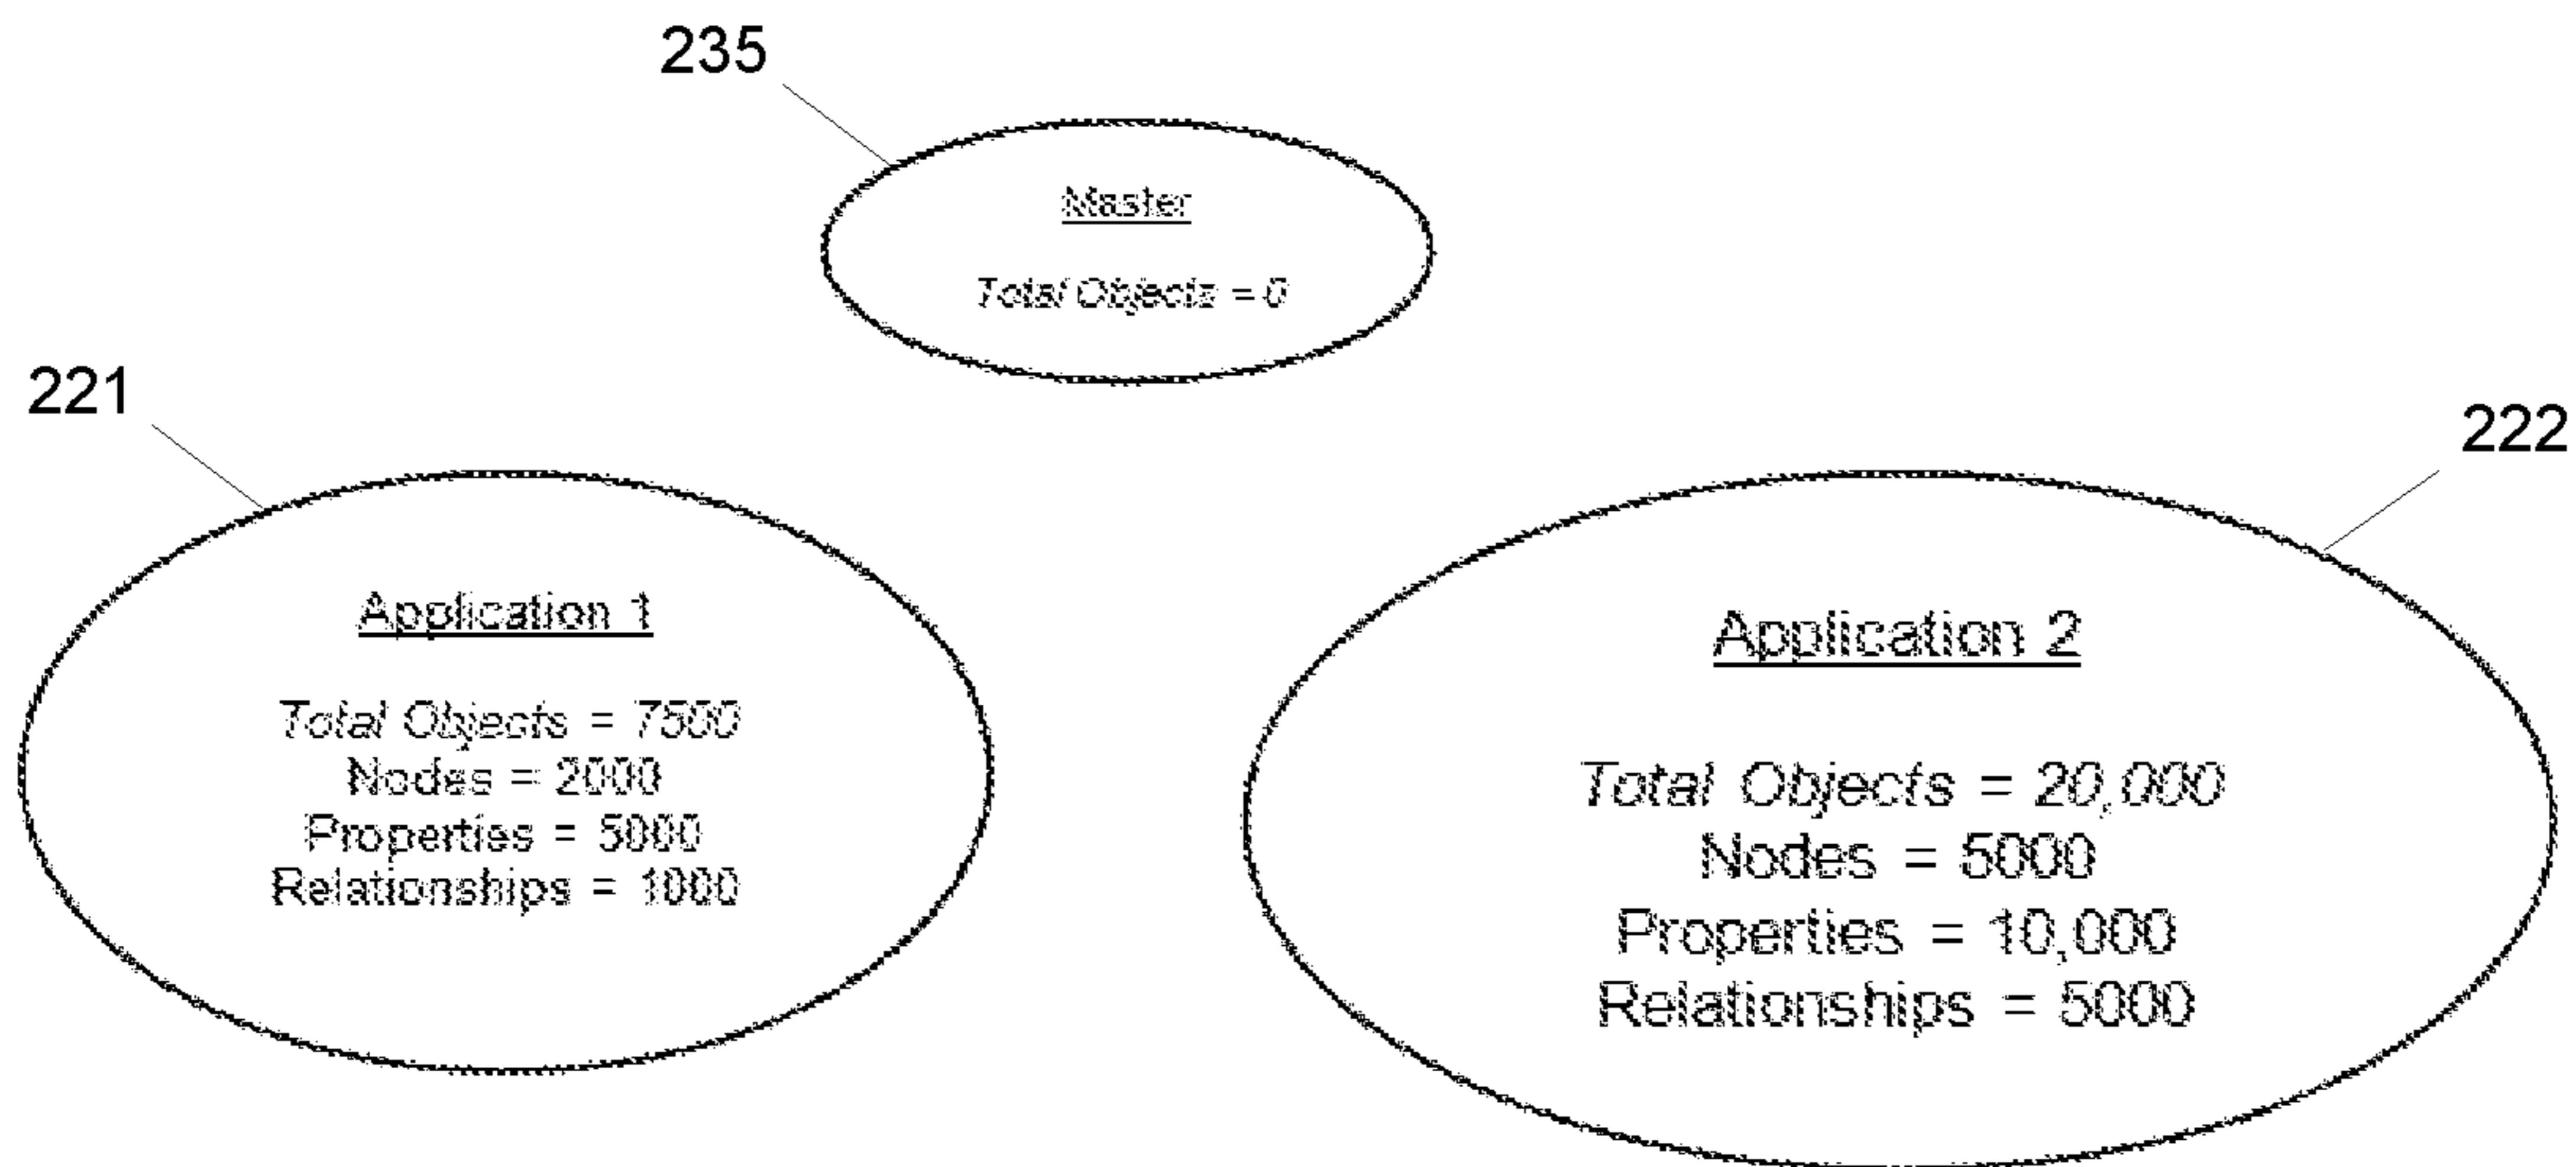 235
Master
Total Objects = 0
221
222
Application 1
Total Objects = 7500
Nodes = 2000
Properties = 5000
Relationships = 1000
Application 2
Total Objects = 20,000
Nodes = 5000
Properties = 10,000
Relationships = 5000